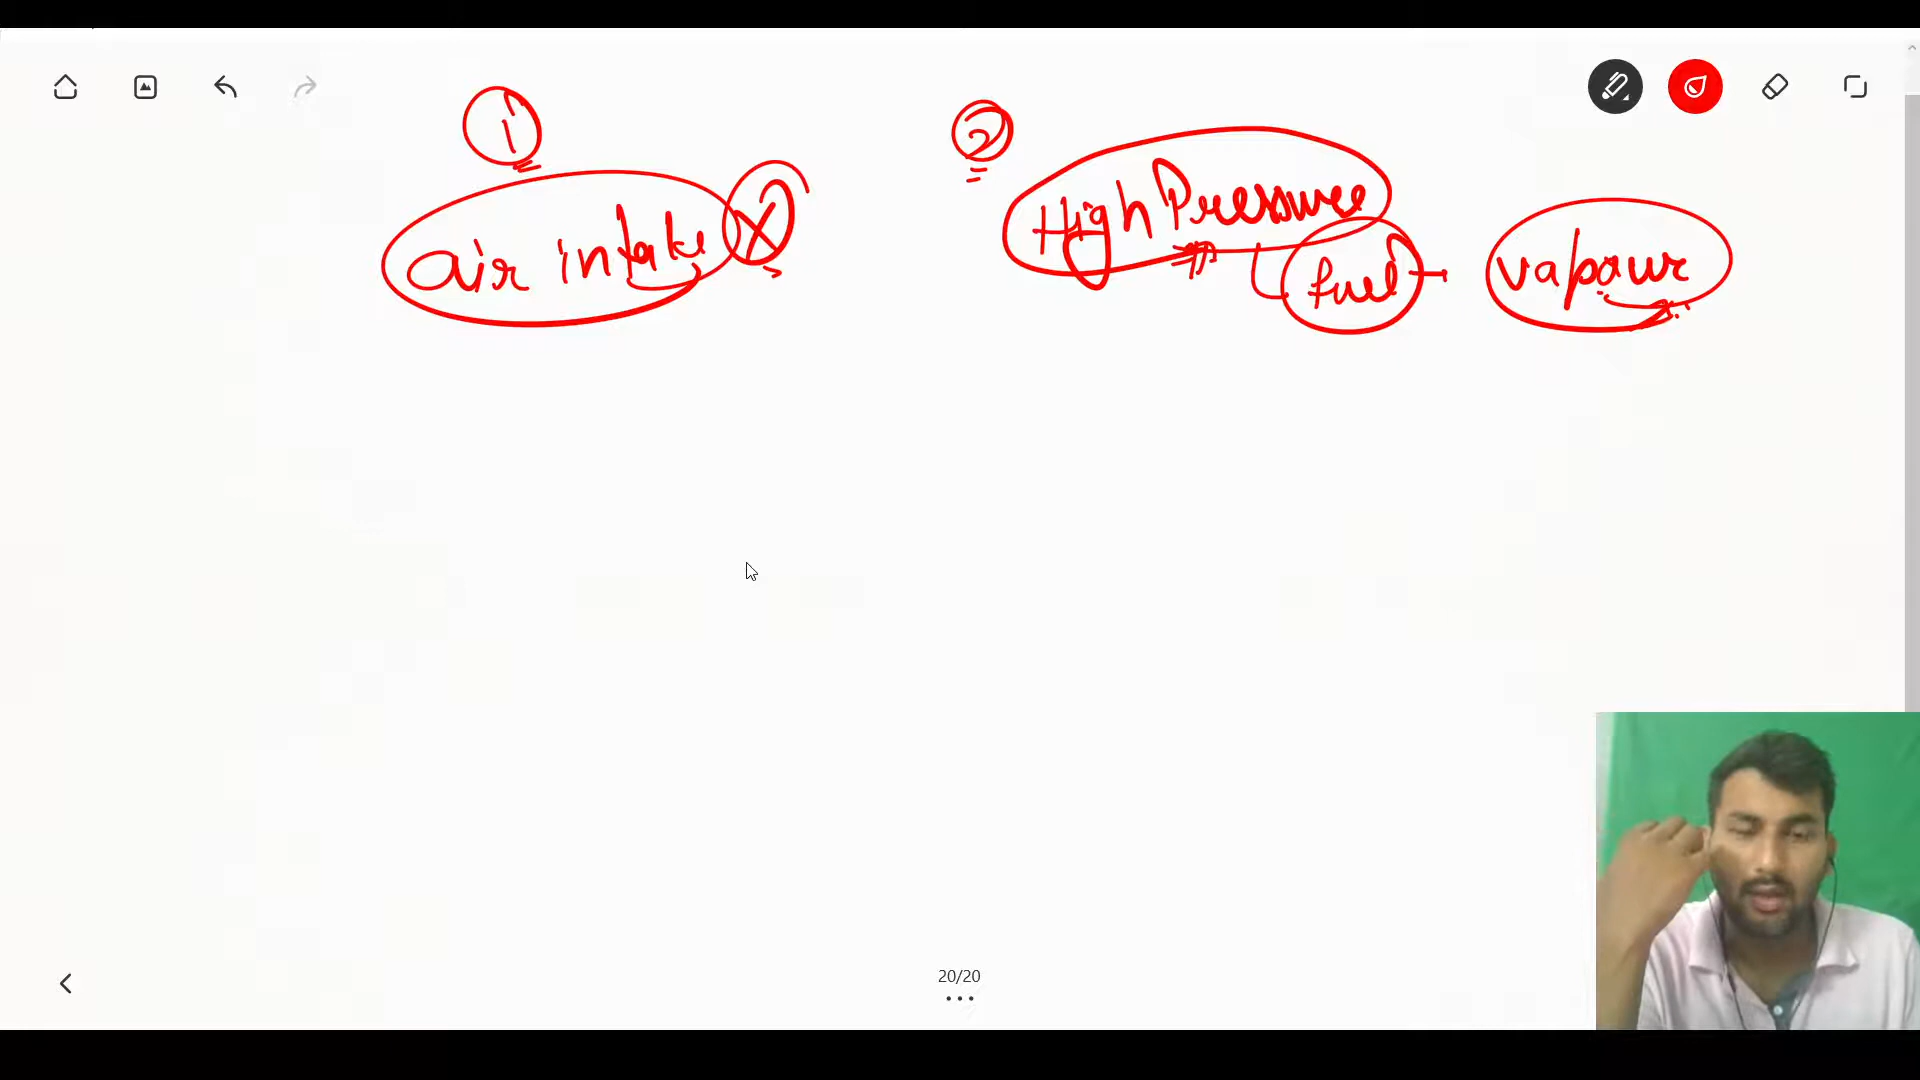 1
2
air intake X
High Pressure
fuel
vapour
20/20